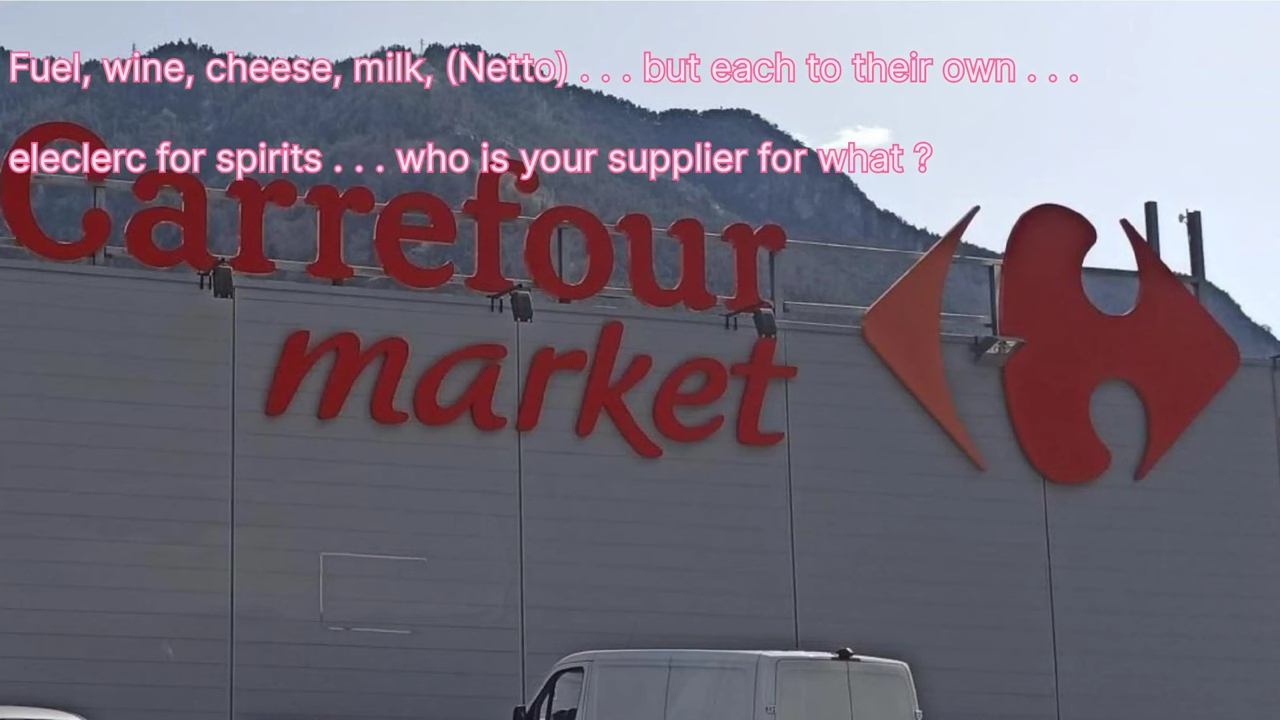 Fuel, wine, cheese, milk, (Netto) . . . but each to their own . . .
eleclerc for spirits . . . who is your supplier for what ?
Carrefour
market